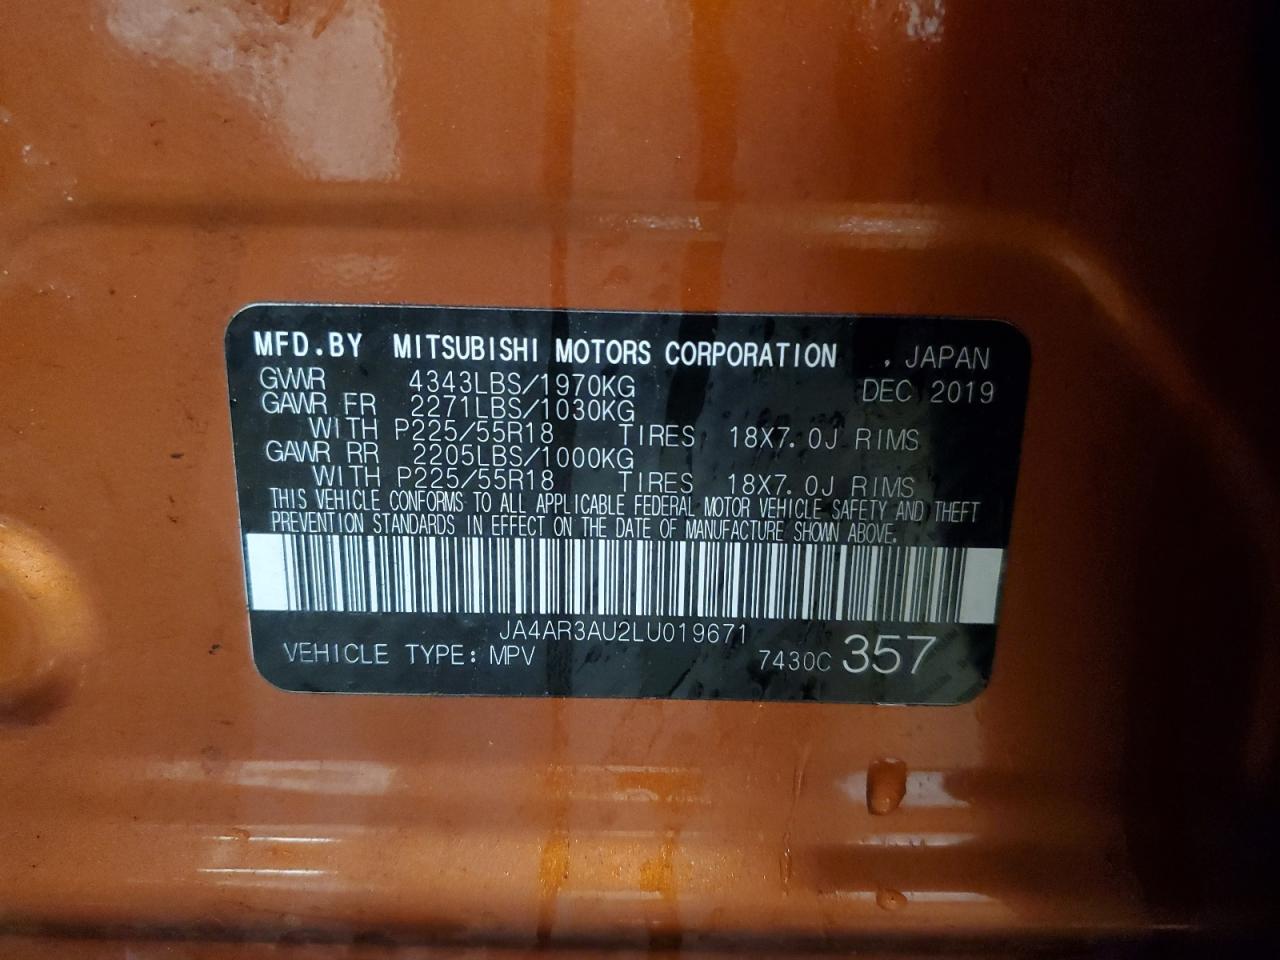 MFD.BY MITSUBISHI MOTORS CORPORATION , JAPAN
GVWR 4343LBS/1970KG DEC 2019
GAWR FR 2271LBS/1030KG
WITH P225/55R18 TIRES 18X7.0J RIMS
GAWR RR 2205LBS/1000KG
WITH P225/55R18 TIRES 18X7.0J RIMS
THIS VEHICLE CONFORMS TO ALL APPLICABLE FEDERAL MOTOR VEHICLE SAFETY AND THEFT
PREVENTION STANDARDS IN EFFECT ON THE DATE OF MANUFACTURE SHOWN ABOVE.
JA4AR3AU2LU019671
VEHICLE TYPE: MPV 7430C 357